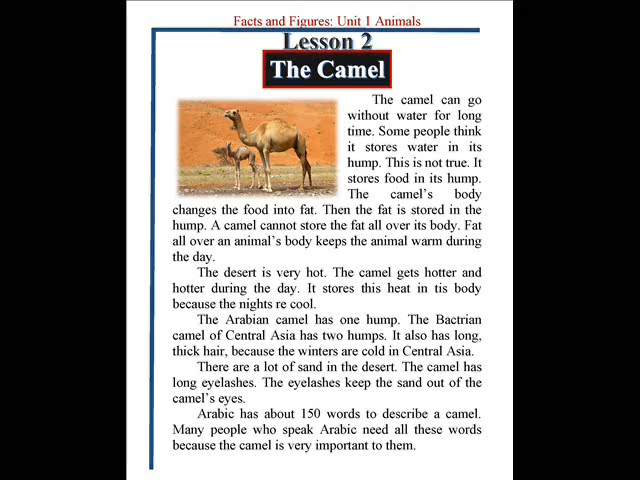 Facts and Figures: Unit 1 Animals
Lesson 2
The Camel
The camel can go
without water for long
time. Some people think
it stores water in its
hump. This is not true. It
stores food in its hump.
The camel's body
changes the food into fat. Then the fat is stored in the
hump. A camel cannot store the fat all over its body. Fat
all over an animal's body keeps the animal warm during
the day.
The desert is very hot. The camel gets hotter and
hotter during the day. It stores this heat in tis body
because the nights re cool.
The Arabian camel has one hump. The Bactrian
camel of Central Asia has two humps. It also has long,
thick hair, because the winters are cold in Central Asia.
There are a lot of sand in the desert. The camel has
long eyelashes. The eyelashes keep the sand out of the
camel's eyes.
Arabic has about 150 words to describe a camel.
Many people who speak Arabic need all these words
because the camel is very important to them.